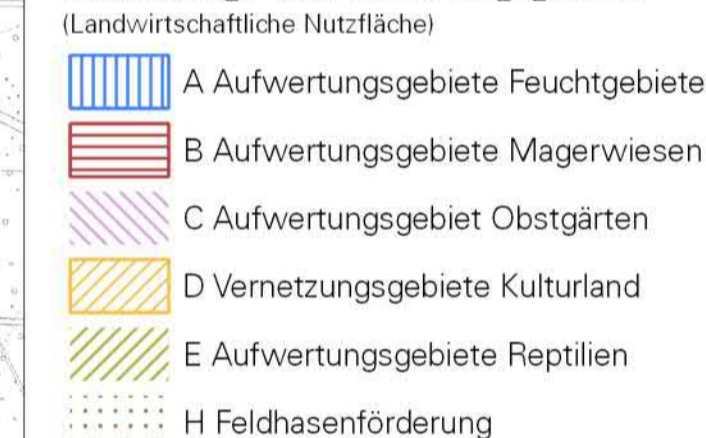 (Landwirtschaftliche Nutzfläche)
A Aufwertungsgebiete Feuchtgebiete
B Aufwertungsgebiete Magerwiesen
C Aufwertungsgebiet Obstgärten
D Vernetzungsgebiete Kulturland
E Aufwertungsgebiete Reptilien
H Feldhasenförderung